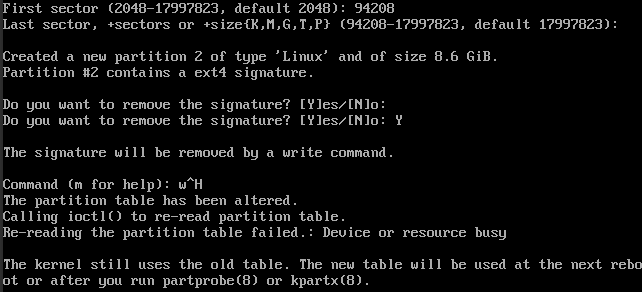 First sector (2048-17997823, default 2048): 94208
Last sector, +sectors or +size{K,M,G,T,P} (94208-17997823, default 17997823):
Created a new partition 2 of type 'Linux' and of size 8.6 GiB.
Partition #2 contains a ext4 signature.
Do you want to remove the signature? [Y]es/[N]o:
Do you want to remove the signature? [Y]es/[N]o: Y
The signature will be removed by a write command.
Command (m for help): w^H
The partition table has been altered.
Calling ioctl() to re-read partition table.
Re-reading the partition table failed.: Device or resource busy
The kernel still uses the old table. The new table will be used at the next rebo
ot or after you run partprobe(8) or kpartx(8).